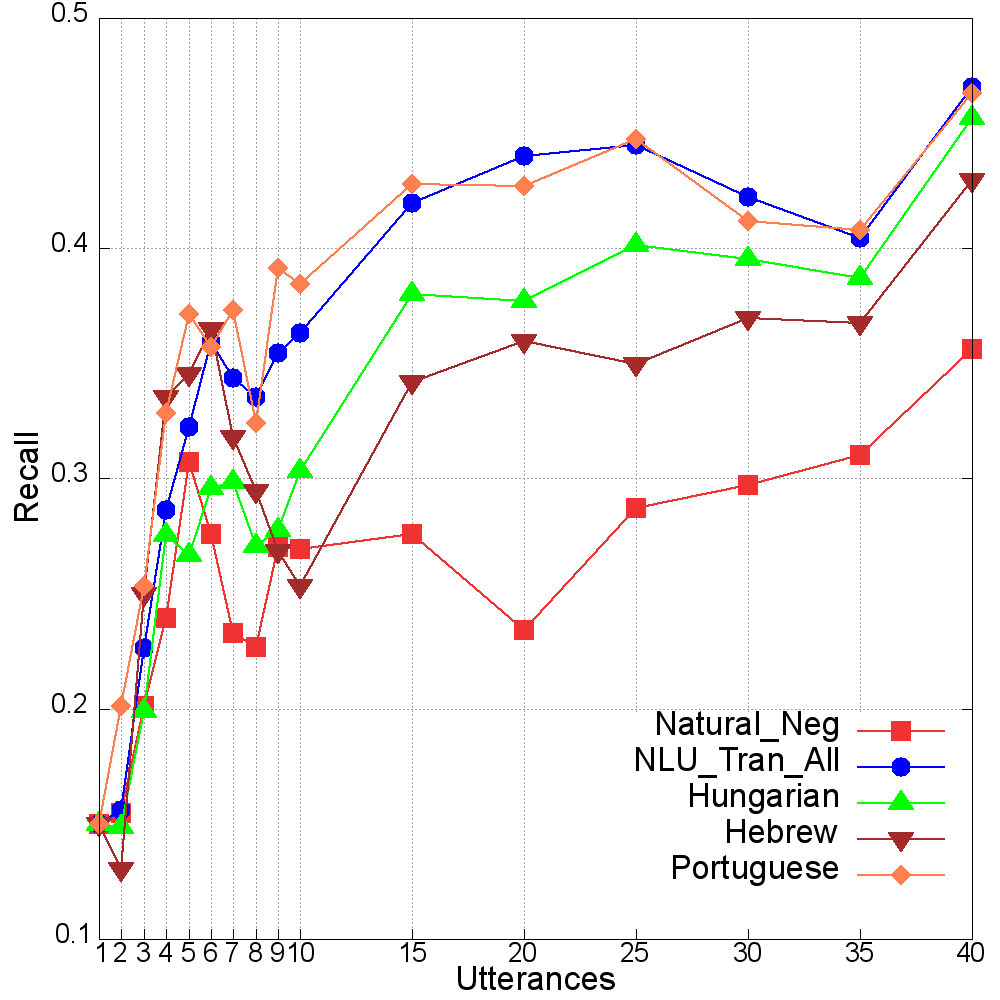 0.5
0.4
0.3
0.2
0.1
Recall
Natural_Neg
NLU_Tran_All
Hungarian
Hebrew
Portuguese
1 2 3 4 5 6 7 8 9 10 15 20 25 30 35 40
Utterances